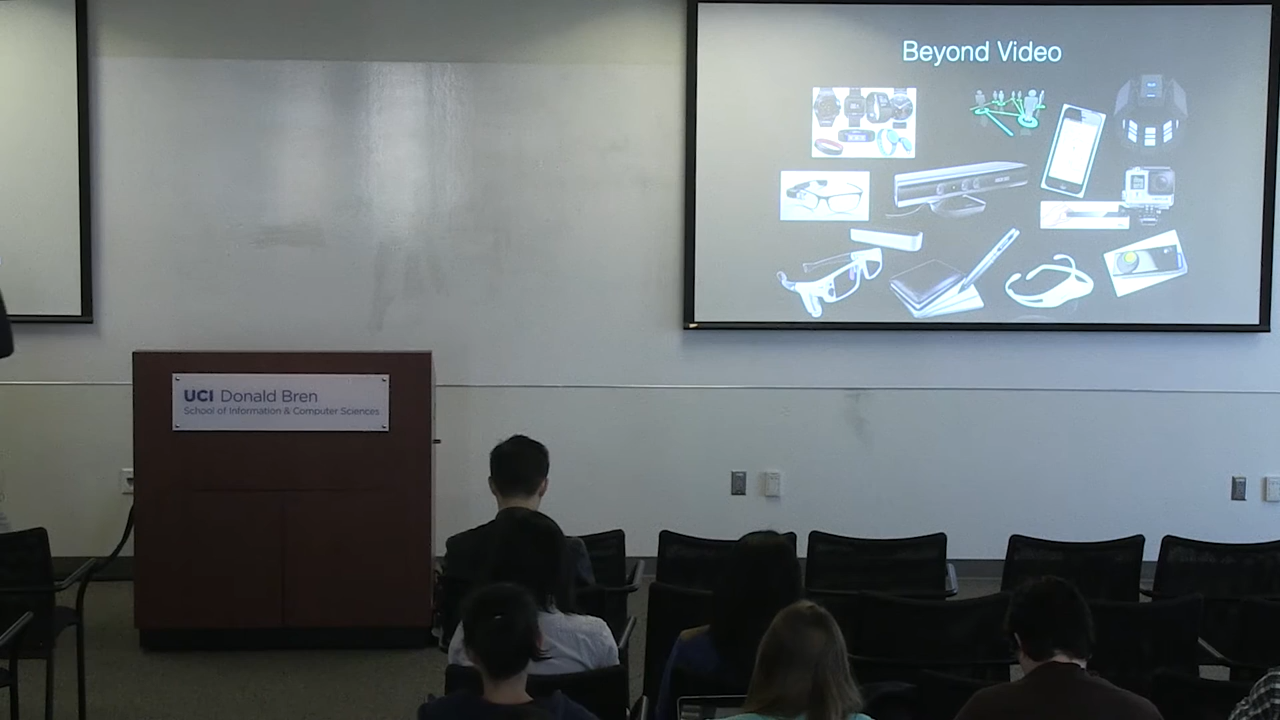 Beyond Video
UCI Donald Bren
School of Information & Computer Sciences